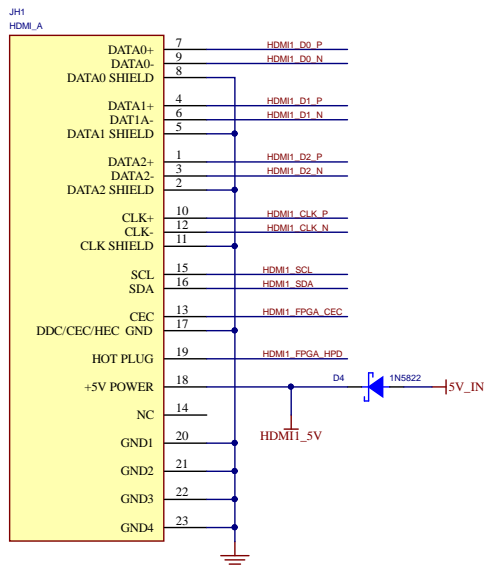 JH1
HDMI_A
DATA0+ 7 HDMI1_D0_P
DATA0- 9 HDMI1_D0_N
DATA0 SHIELD 8
DATA1+ 4 HDMI1_D1_P
DAT1A- 6 HDMI1_D1_N
DATA1 SHIELD 5
DATA2+ 1 HDMI1_D2_P
DATA2- 3 HDMI1_D2_N
DATA2 SHIELD 2
CLK+ 10 HDMI1_CLK_P
CLK- 12 HDMI1_CLK_N
CLK SHIELD 11
SCL 15 HDMI1_SCL
SDA 16 HDMI1_SDA
CEC 13 HDMI1_FPGA_CEC
DDC/CEC/HEC GND 17
HOT PLUG 19 HDMI1_FPGA_HPD
D4 1N5822
+5V POWER 18 5V_IN
NC 14
HDMI1_5V
GND1 20
GND2 21
GND3 22
GND4 23